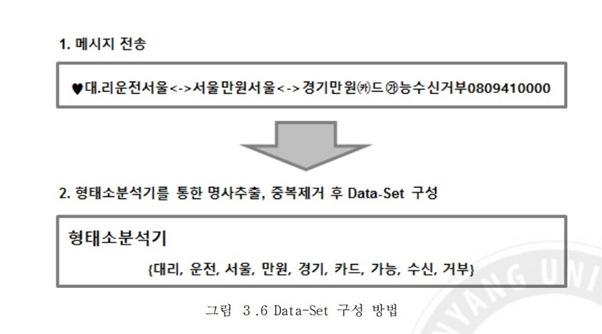 1. 메시지 전송
♥대.리운전서울<->서울만원서울<->경기만원㉸드㉮능수신거부0809410000
2. 형태소분석기를 통한 명사추출, 중복제거 후 Data-Set 구성
형태소분석기
{대리, 운전, 서울, 만원, 경기, 카드, 가능, 수신, 거부}
그림 3.6 Data-Set 구성 방법